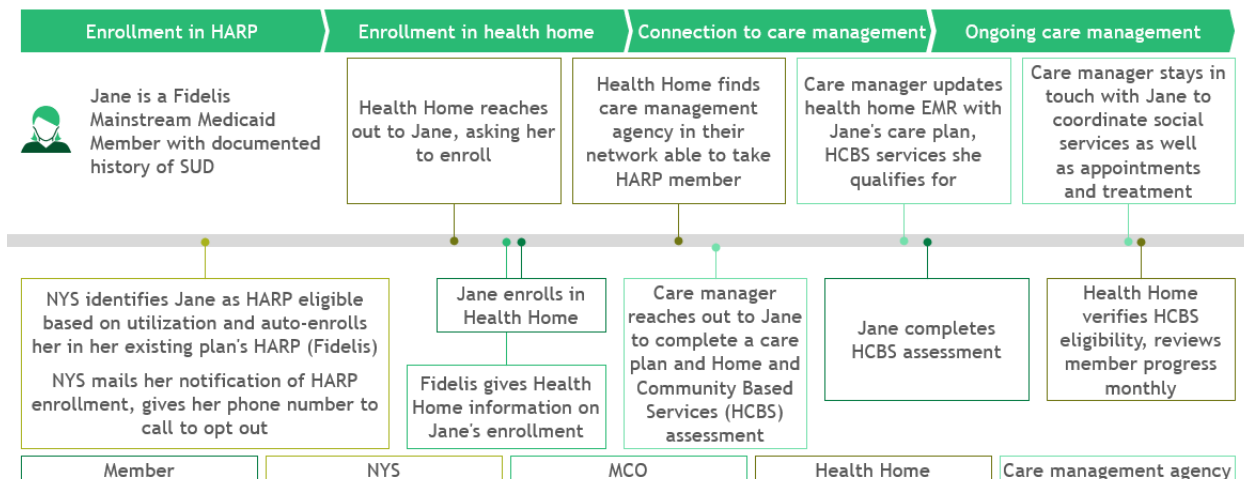 Enrollment in HARP
Enrollment in health home
Connection to care management
Ongoing care management
Jane is a Fidelis
Mainstream Medicaid
Member with documented
history of SUD
Health Home reaches
out to Jane, asking her
to enroll
Health Home finds
care management
agency in their
network able to take
HARP member
Care manager updates
health home EMR with
Jane's care plan,
HCBS services she
qualifies for
Care manager stays in
touch with Jane to
coordinate social
services as well
as appointments
and treatment
NYS identifies Jane as HARP eligible
based on utilization and auto-enrolls
her in her existing plan's HARP (Fidelis)
NYS mails her notification of HARP
enrollment, gives her phone number to
call to opt out
Jane enrolls in
Health Home
Fidelis gives Health
Home information on
Jane's enrollment
Care manager
reaches out to Jane
to complete a care
plan and Home and
Community Based
Services (HCBS)
assessment
Jane completes
HCBS assessment
Health Home
verifies HCBS
eligibility, reviews
member progress
monthly
Member
NYS
MCO
Health Home
Care management agency